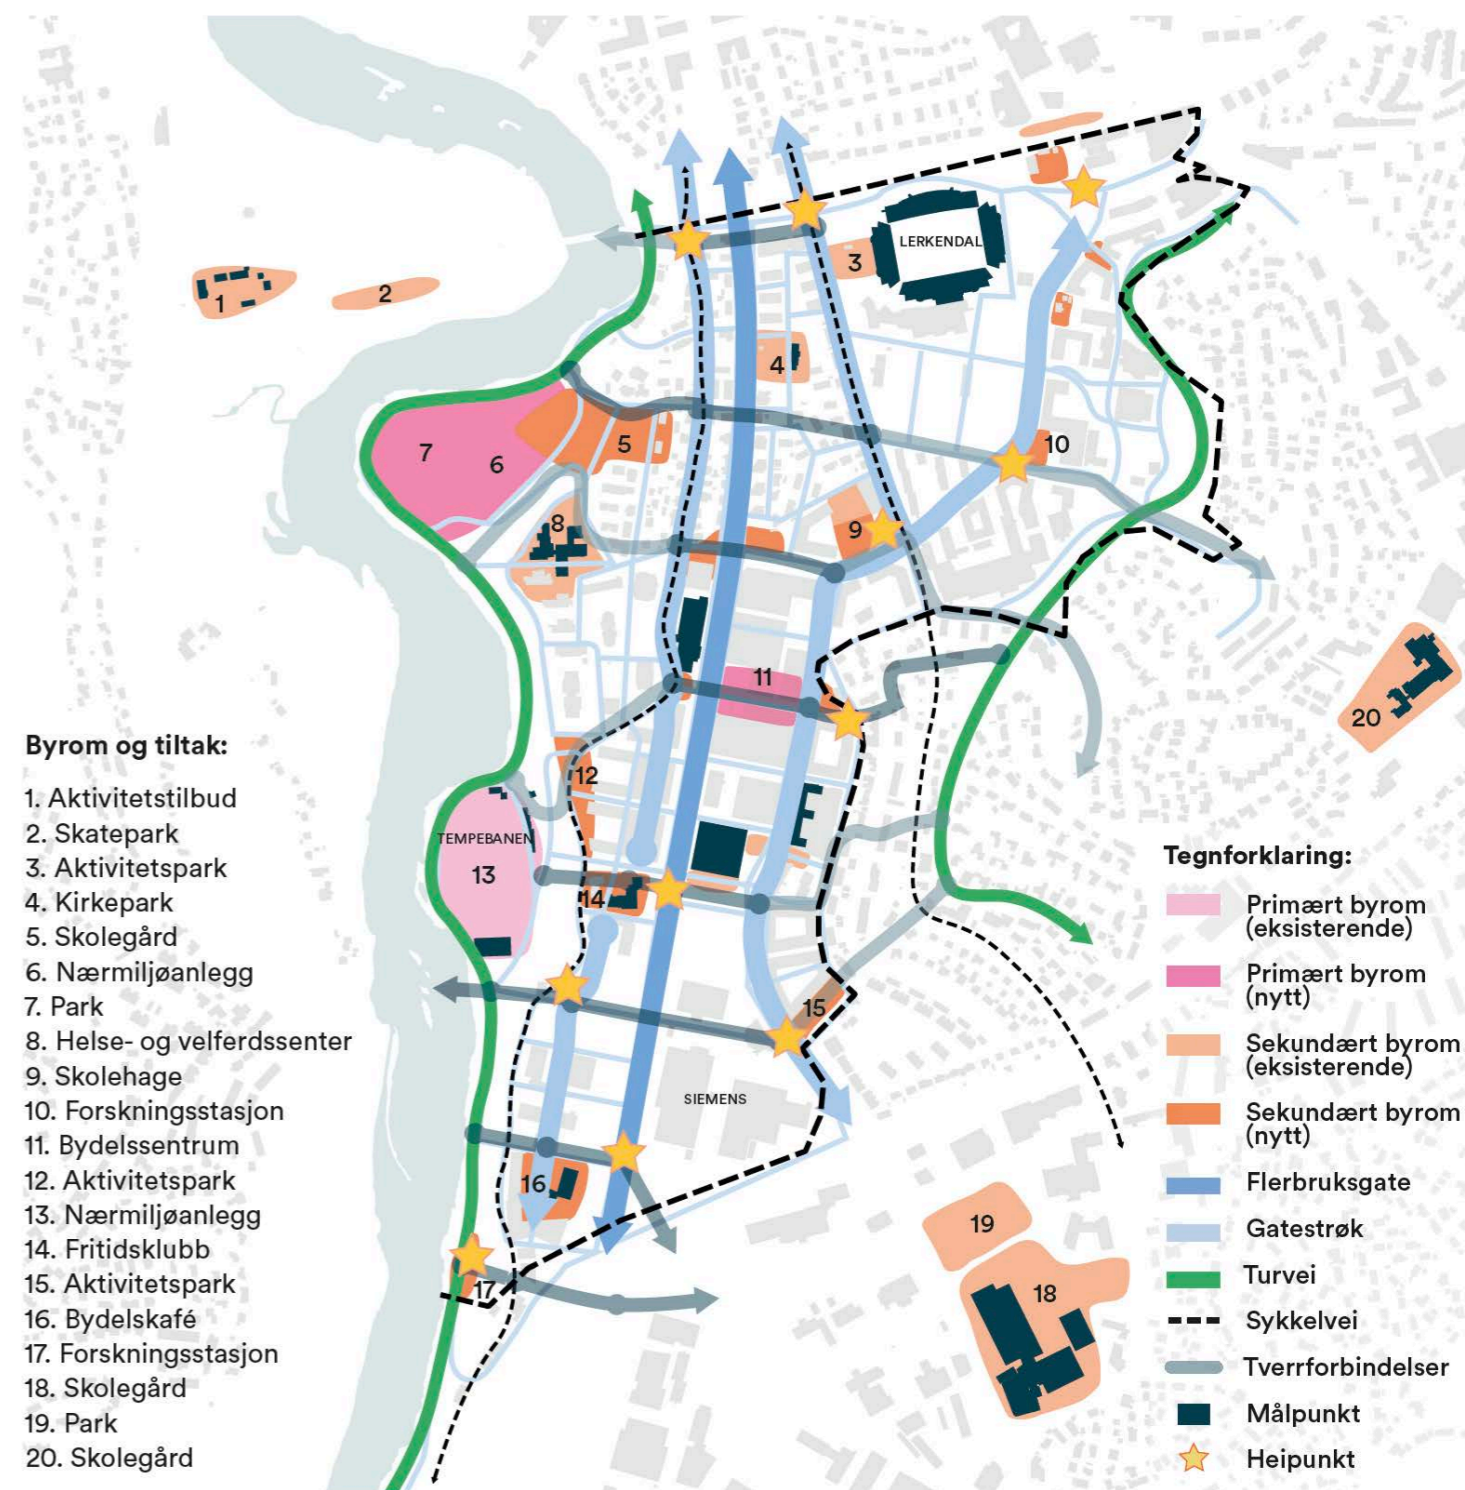 LERKENDAL
1
2
3
4
5
6
7
8
9
10
11
12
TEMPEBANEN
13
14
15
SIEMENS
16
17
18
19
20
Byrom og tiltak:
1. Aktivitetstilbud
2. Skatepark
3. Aktivitetspark
4. Kirkepark
5. Skolegård
6. Nærmiljøanlegg
7. Park
8. Helse- og velferdssenter
9. Skolehage
10. Forskningsstasjon
11. Bydelssentrum
12. Aktivitetspark
13. Nærmiljøanlegg
14. Fritidsklubb
15. Aktivitetspark
16. Bydelskafé
17. Forskningsstasjon
18. Skolegård
19. Park
20. Skolegård
Tegnforklaring:
Primært byrom
(eksisterende)
Primært byrom
(nytt)
Sekundært byrom
(eksisterende)
Sekundært byrom
(nytt)
Flerbruksgate
Gatestrøk
Turvei
Sykkelvei
Tverrforbindelser
Målpunkt
Heipunkt